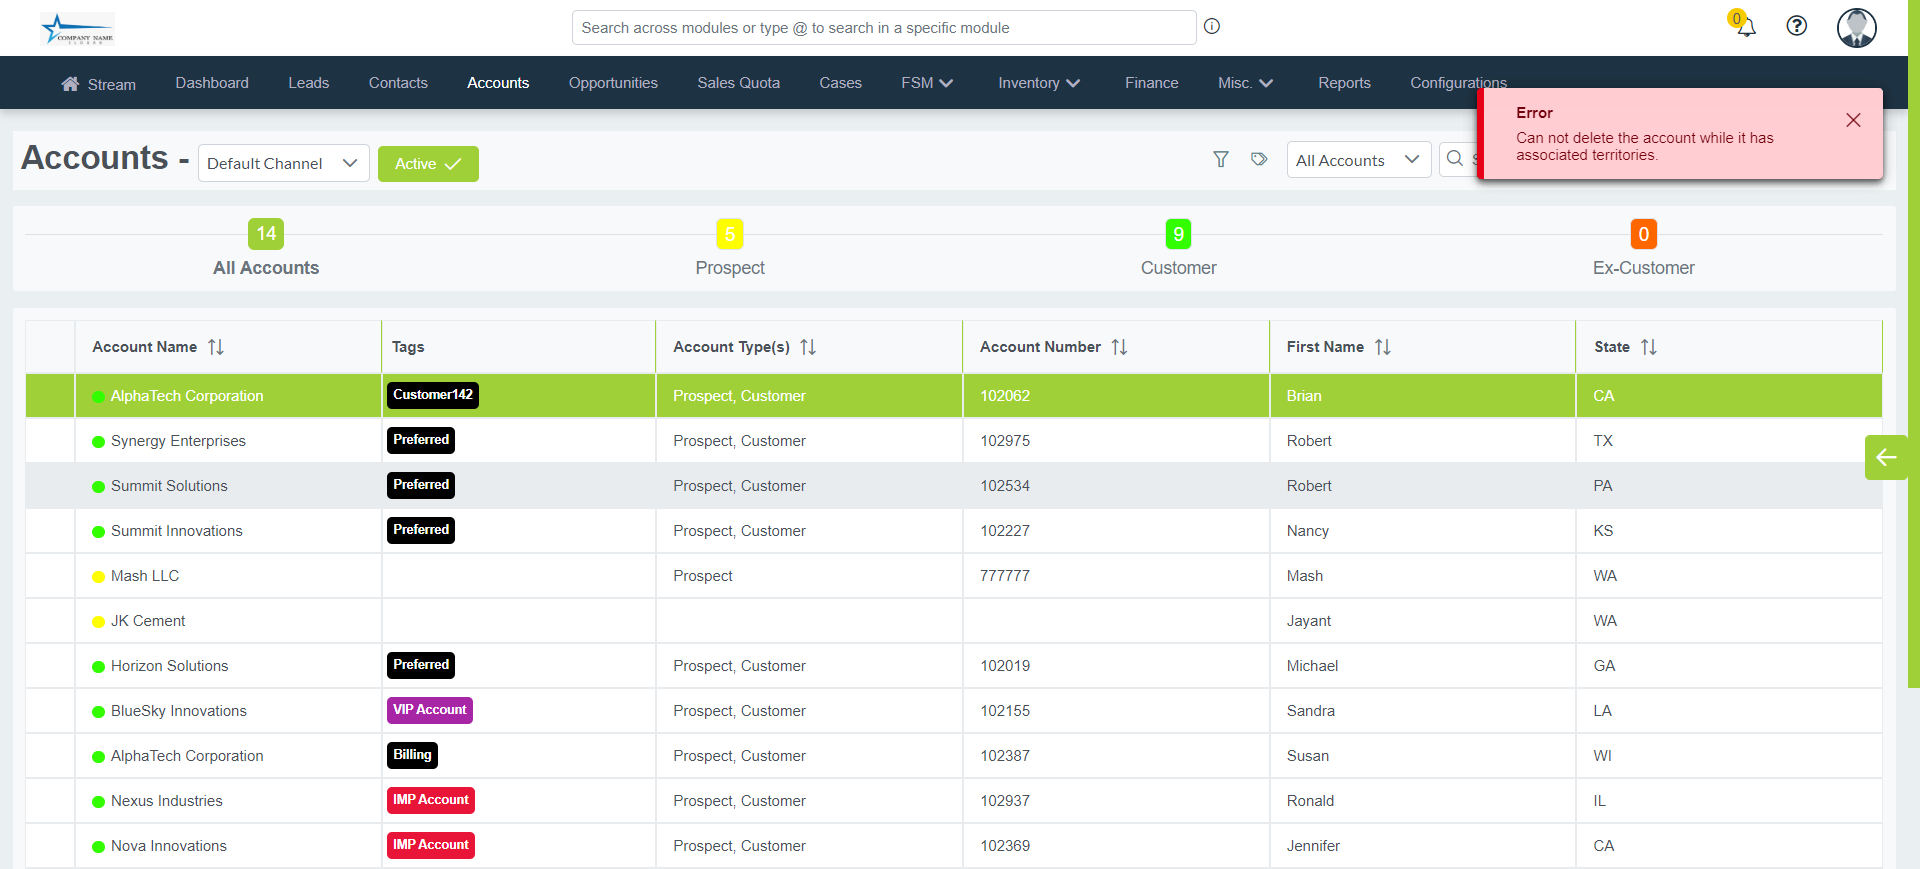 COMPANY NAME
Search across modules or type @ to search in a specific module
0
Stream Dashboard Leads Contacts Accounts Opportunities Sales Quota Cases FSM Inventory Finance Misc. Reports Configurations
Error
Can not delete the account while it has
associated territories.
Accounts - Default Channel Active All Accounts
14 5 9 0
All Accounts Prospect Customer Ex-Customer
Account Name Tags Account Type(s) Account Number First Name State
AlphaTech Corporation Customer142 Prospect, Customer 102062 Brian CA
Synergy Enterprises Preferred Prospect, Customer 102975 Robert TX
Summit Solutions Preferred Prospect, Customer 102534 Robert PA
Summit Innovations Preferred Prospect, Customer 102227 Nancy KS
Mash LLC Prospect 777777 Mash WA
JK Cement Jayant WA
Horizon Solutions Preferred Prospect, Customer 102019 Michael GA
BlueSky Innovations VIP Account Prospect, Customer 102155 Sandra LA
AlphaTech Corporation Billing Prospect, Customer 102387 Susan WI
Nexus Industries IMP Account Prospect, Customer 102937 Ronald IL
Nova Innovations IMP Account Prospect, Customer 102369 Jennifer CA